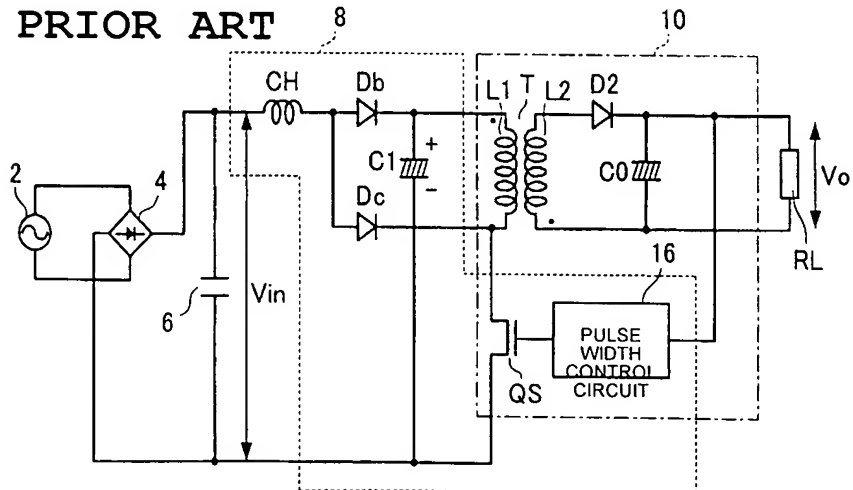 PRIOR ART
8
10
CH
Db
L1
T
L2
D2
C1
+
−
C0
Vo
2
4
Dc
RL
6
Vin
16
PULSE
WIDTH
CONTROL
CIRCUIT
QS